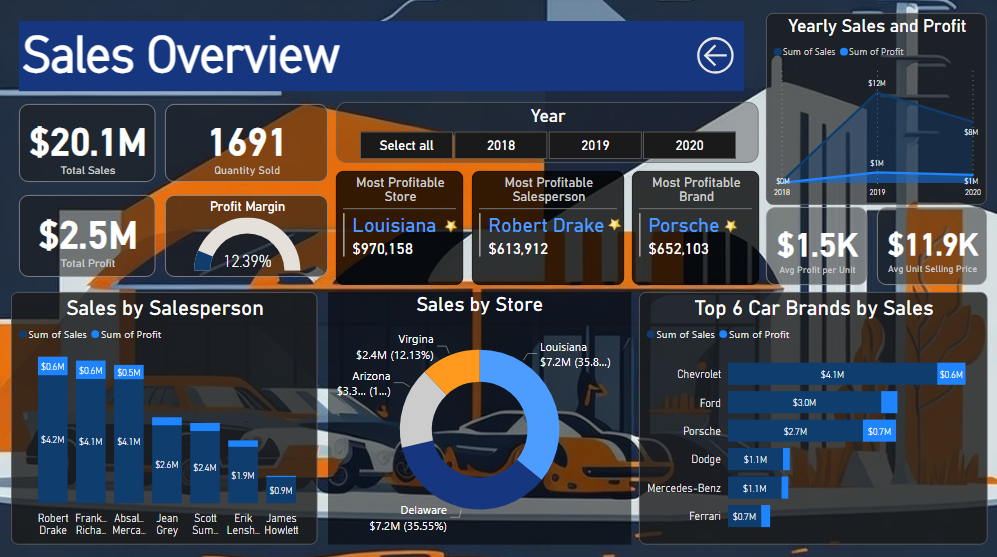 Sales Overview
$20.1M
Total Sales
1691
Quantity Sold
$2.5M
Total Profit
Profit Margin
12.39%
Year
Select all
2018
2019
2020
Most Profitable
Store
Louisiana
$970,158
Most Profitable
Salesperson
Robert Drake
$613,912
Most Profitable
Brand
Porsche
$652,103
Yearly Sales and Profit
Sum of Sales
Sum of Profit
$12M
$8M
$0M
$1M
$1M
2018
2019
2020
$1.5K
Avg Profit per Unit
$11.9K
Avg Unit Selling Price
Sales by Salesperson
Sum of Sales
Sum of Profit
$0.6M
$0.6M
$0.5M
$4.2M
$4.1M
$4.1M
$2.6M
$2.4M
$1.9M
$0.9M
Robert
Drake
Frank...
Richa...
Absal...
Merca...
Jean
Grey
Scott
Sum...
Erik
Lensh...
James
Howlett
Sales by Store
Virgina
$2.4M (12.13%)
Arizona
$3.3... (1...)
Louisiana
$7.2M (35.8...)
Delaware
$7.2M (35.55%)
Top 6 Car Brands by Sales
Sum of Sales
Sum of Profit
Chevrolet
$4.1M
$0.6M
Ford
$3.0M
Porsche
$2.7M
$0.7M
Dodge
$1.1M
Mercedes-Benz
$1.1M
Ferrari
$0.7M